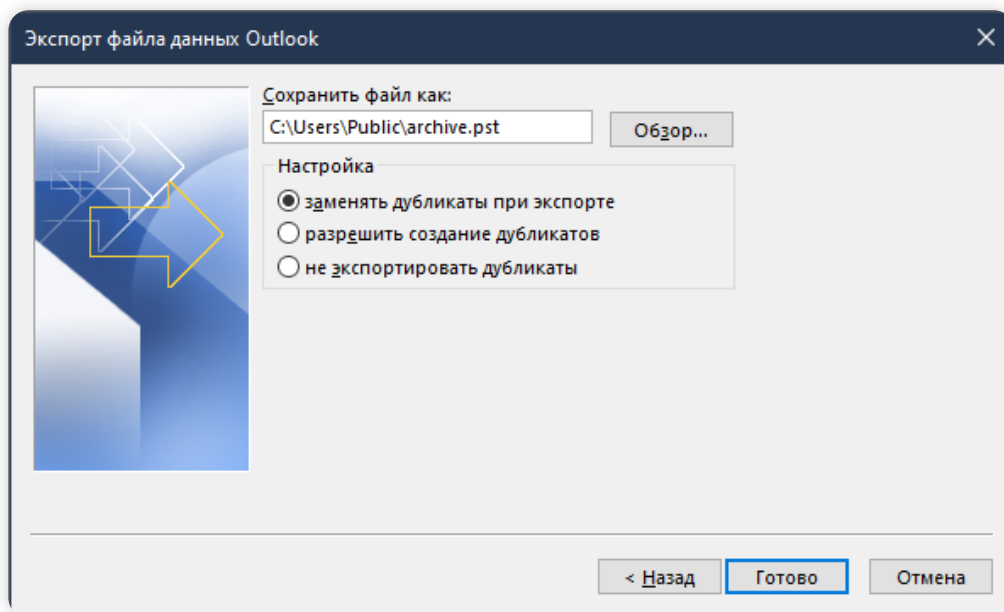 Экспорт файла данных Outlook
Сохранить файл как:
C:\Users\Public\archive.pst
Обзор...
Настройка
заменять дубликаты при экспорте
разрешить создание дубликатов
не экспортировать дубликаты
< Назад
Готово
Отмена